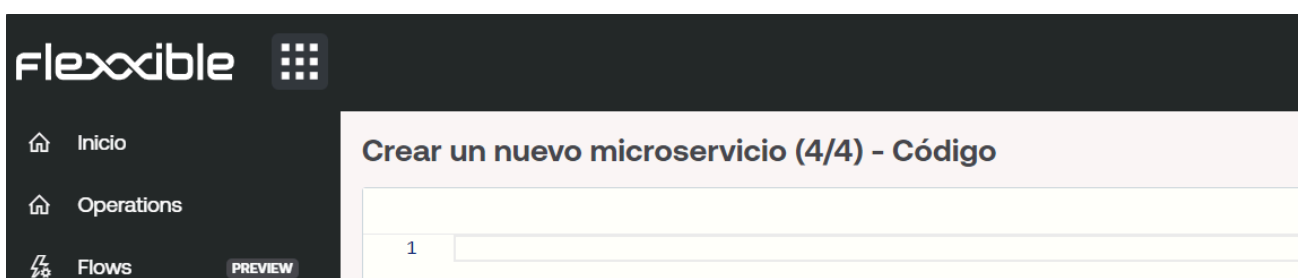 Flexxible
Inicio
Crear un nuevo microservicio (4/4) - Código
Operations
1
Flows PREVIEW